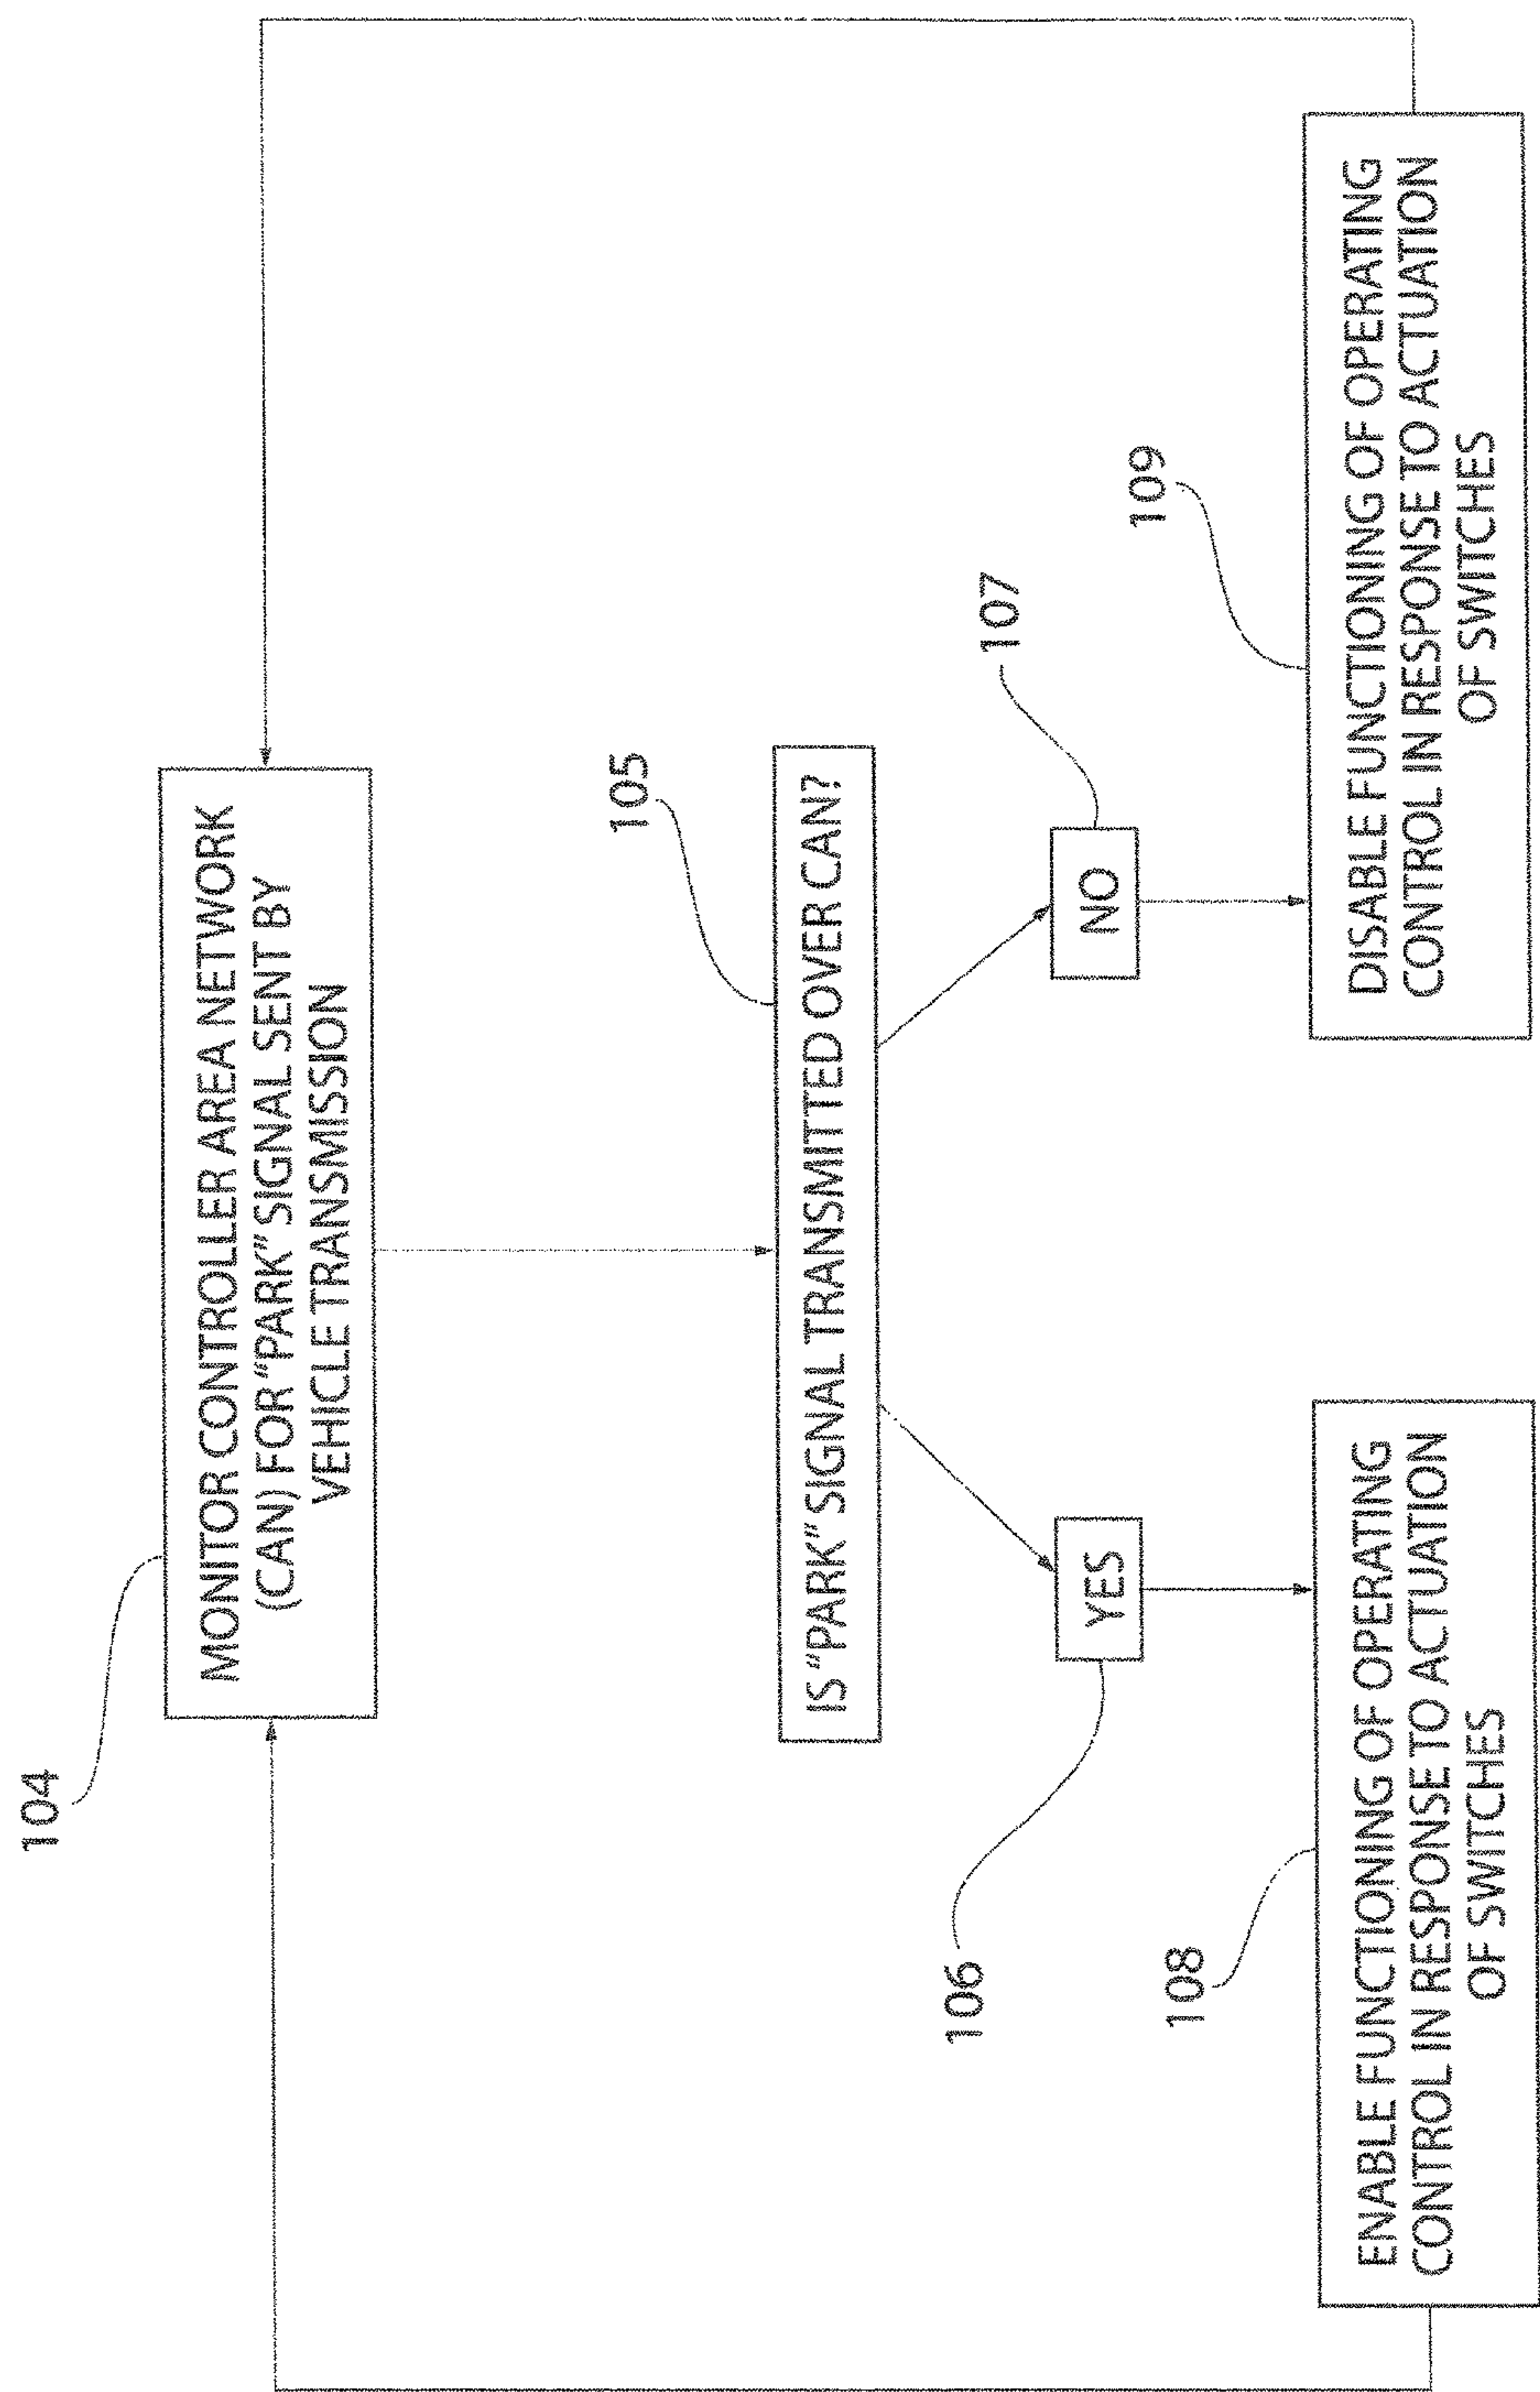 104
MONITOR CONTROLLER AREA NETWORK
(CAN) FOR "PARK" SIGNAL SENT BY
VEHICLE TRANSMISSION
105
IS "PARK" SIGNAL TRANSMITTED OVER CAN?
106
YES
107
NO
108
ENABLE FUNCTIONING OF OPERATING
CONTROL IN RESPONSE TO ACTUATION
OF SWITCHES
109
DISABLE FUNCTIONING OF OPERATING
CONTROL IN RESPONSE TO ACTUATION
OF SWITCHES